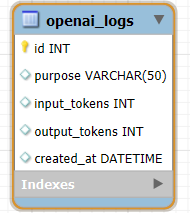 openai_logs
id INT
purpose VARCHAR(50)
input_tokens INT
output_tokens INT
created_at DATETIME
Indexes